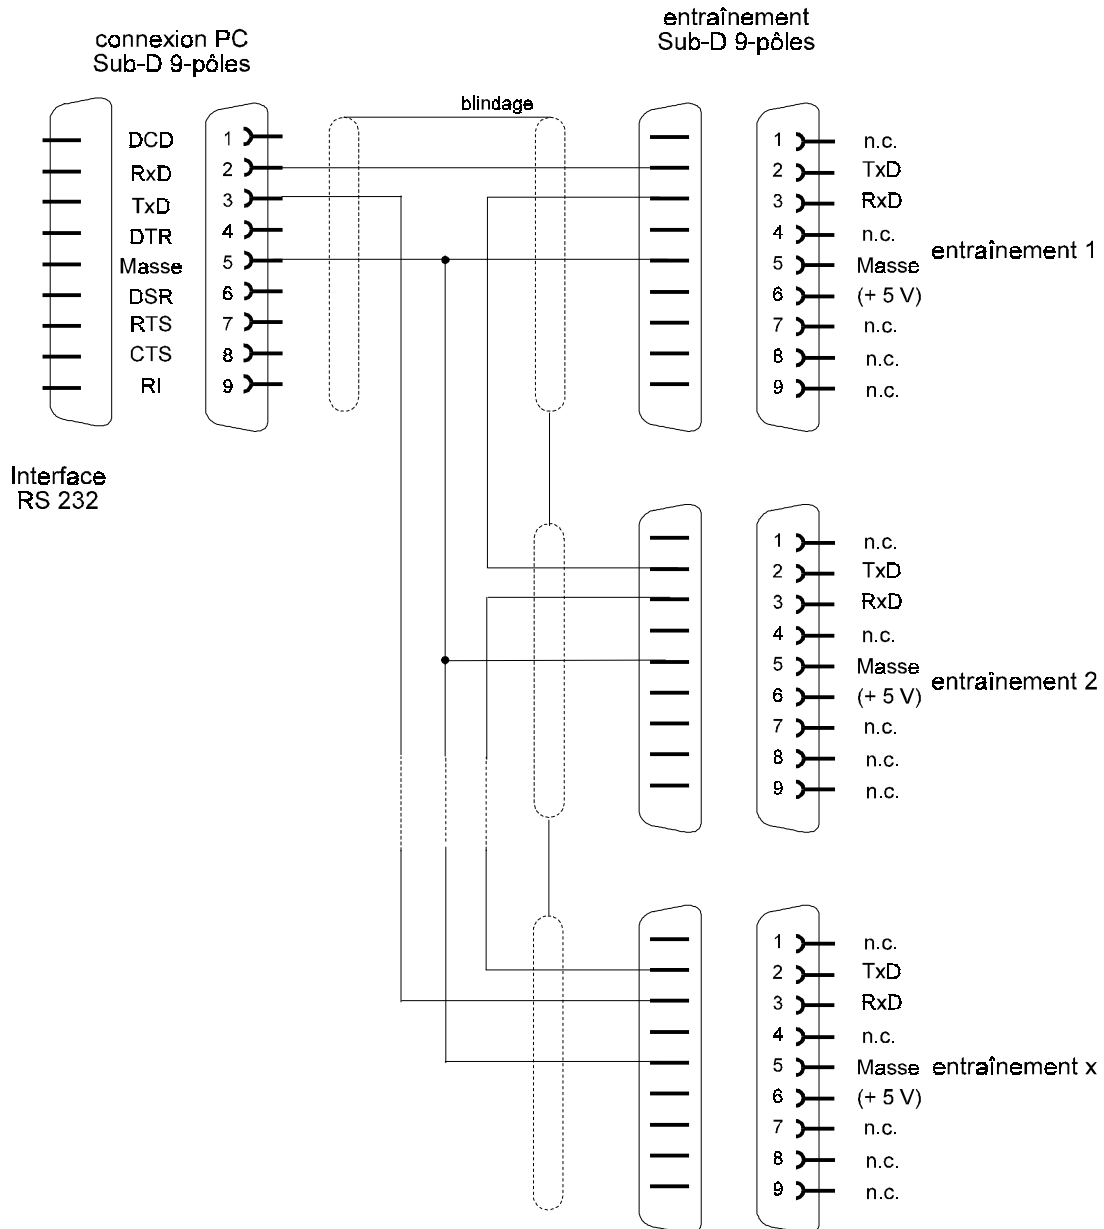 connexion PC
Sub-D 9-pôles
entraînement
Sub-D 9-pôles
blindage
DCD
RxD
TxD
DTR
Masse
DSR
RTS
CTS
RI
1
2
3
4
5
6
7
8
9
Interface
RS 232
1 n.c.
2 TxD
3 RxD
4 n.c.
5 Masse
6 (+ 5 V)
7 n.c.
8 n.c.
9 n.c.
entraînement 1
1 n.c.
2 TxD
3 RxD
4 n.c.
5 Masse
6 (+ 5 V)
7 n.c.
8 n.c.
9 n.c.
entraînement 2
1 n.c.
2 TxD
3 RxD
4 n.c.
5 Masse
6 (+ 5 V)
7 n.c.
8 n.c.
9 n.c.
entraînement x